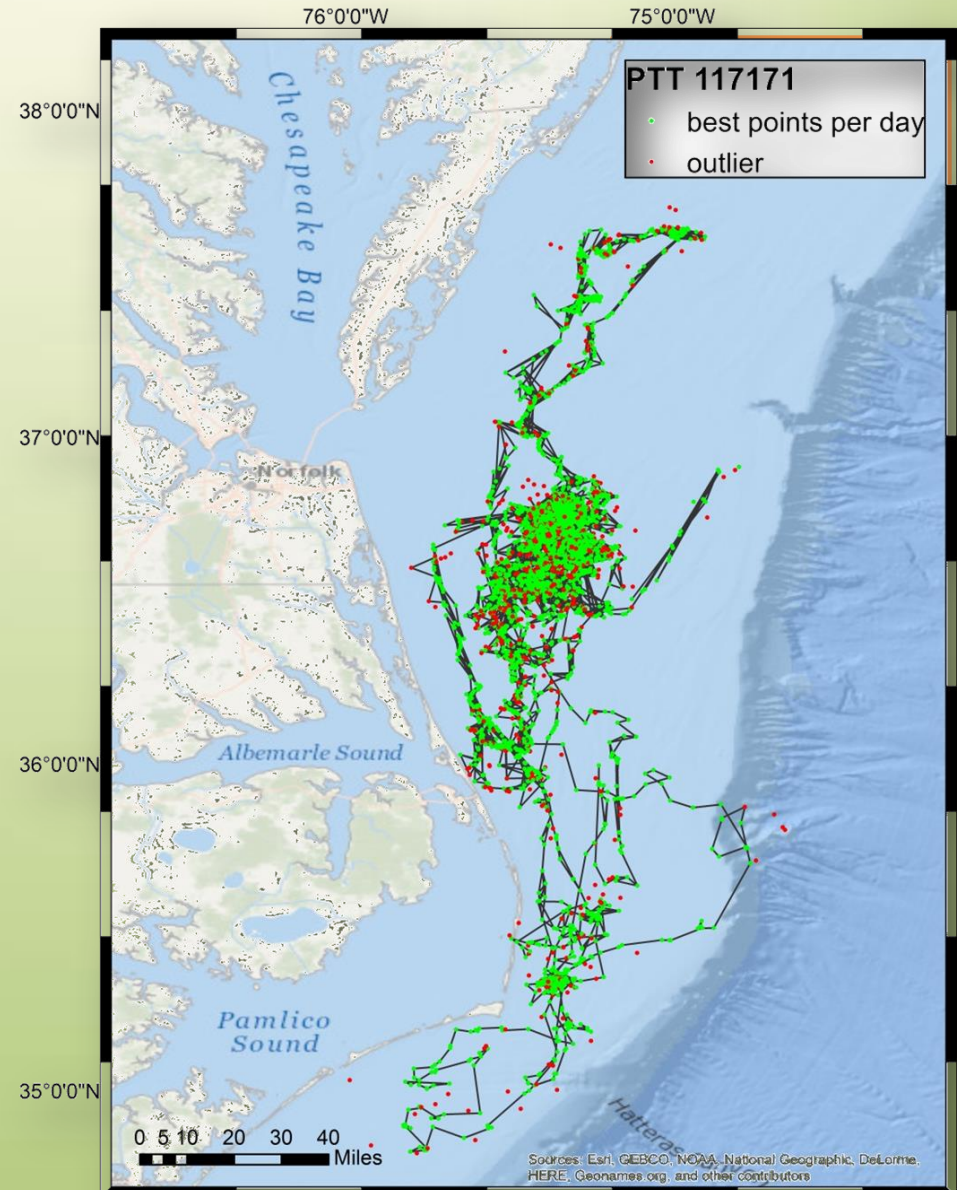 76°0'0"W 75°0'0"W
PTT 117171
best points per day
outlier
38°0'0"N
Chesapeake Bay
37°0'0"N
Norfolk
36°0'0"N
Albemarle Sound
Pamlico
Sound
35°0'0"N
Hatteras
0 5 10 20 30 40
Miles
Sources: Esri, GEBCO, NOAA, National Geographic, DeLorme,
HERE, Geonames.org, and other contributors